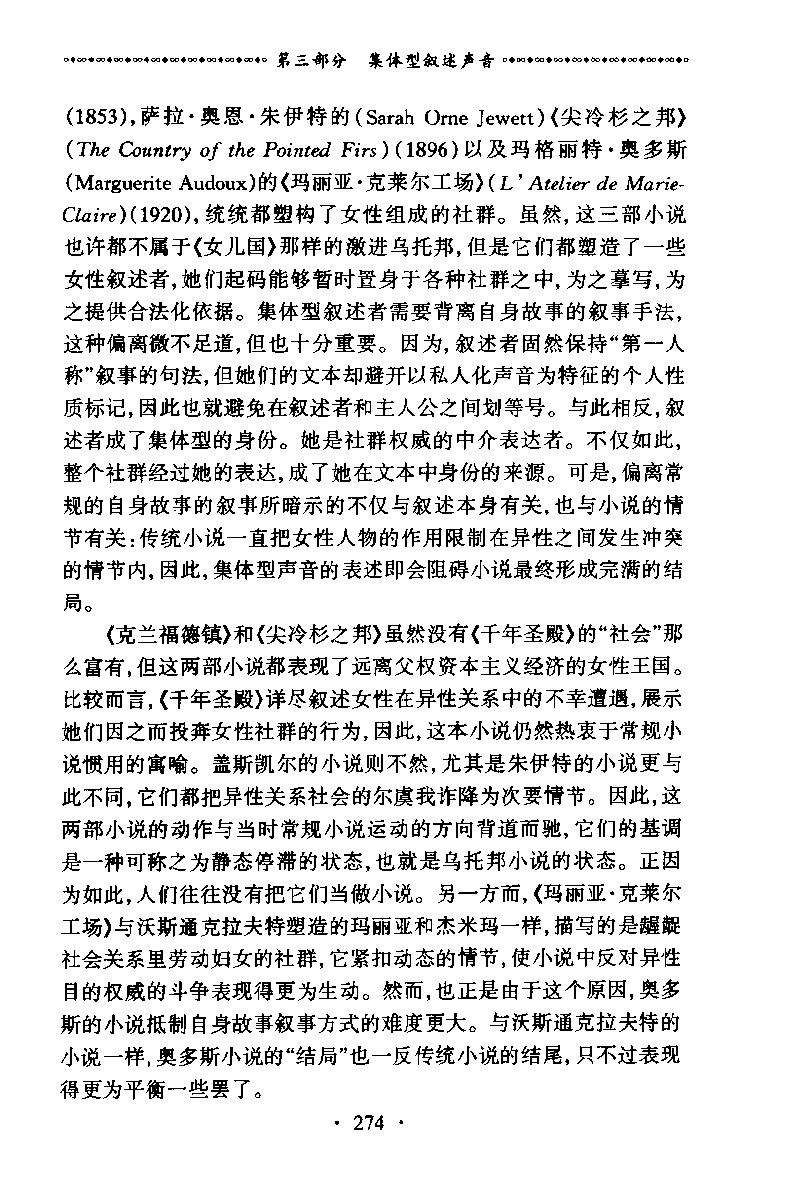 第三部分 集体型叙述声音
(1853),萨拉·奥恩·朱伊特的(Sarah Orne Jewett)《尖冷杉之邦》
(The Country of the Pointed Firs)(1896)以及玛格丽特·奥多斯
(Marguerite Audoux)的《玛丽亚·克莱尔工场》(L’Atelier de Marie-
Claire)(1920),统统都塑构了女性组成的社群。虽然,这三部小说
也许都不属于《女儿国》那样的激进乌托邦,但是它们都塑造了一些
女性叙述者,她们起码能够暂时置身于各种社群之中,为之摹写,为
之提供合法化依据。集体型叙述者需要背离自身故事的叙事手法,
这种偏离微不足道,但也十分重要。因为,叙述者固然保持“第一人
称”叙事的句法,但她们的文本却避开以私人化声音为特征的个人性
质标记,因此也就避免在叙述者和主人公之间划等号。与此相反,叙
述者成了集体型的身份。她是社群权威的中介表达者。不仅如此,
整个社群经过她的表达,成了她在文本中身份的来源。可是,偏离常
规的自身故事的叙事所暗示的不仅与叙述本身有关,也与小说的情
节有关:传统小说一直把女性人物的作用限制在异性之间发生冲突
的情节内,因此,集体型声音的表述即会阻碍小说最终形成完满的结
局。
《克兰福德镇》和《尖冷杉之邦》虽然没有《千年圣殿》的“社会”那
么富有,但这两部小说都表现了远离父权资本主义经济的女性王国。
比较而言,《千年圣殿》详尽叙述女性在异性关系中的不幸遭遇,展示
她们因之而投奔女性社群的行为,因此,这本小说仍然热衷于常规小
说惯用的寓喻。盖斯凯尔的小说则不然,尤其是朱伊特的小说更与
此不同,它们都把异性关系社会的尔虞我诈降为次要情节。因此,这
两部小说的动作与当时常规小说运动的方向背道而驰,它们的基调
是一种可称之为静态停滞的状态,也就是乌托邦小说的状态。正因
为如此,人们往往没有把它们当做小说。另一方而,《玛丽亚·克莱尔
工场》与沃斯通克拉夫特塑造的玛丽亚和杰米玛一样,描写的是龌龊
社会关系里劳动妇女的社群,它紧扣动态的情节,使小说中反对异性
目的权威的斗争表现得更为生动。然而,也正是由于这个原因,奥多
斯的小说抵制自身故事叙事方式的难度更大。与沃斯通克拉夫特的
小说一样,奥多斯小说的“结局”也一反传统小说的结尾,只不过表现
得更为平衡一些罢了。
· 274 ·